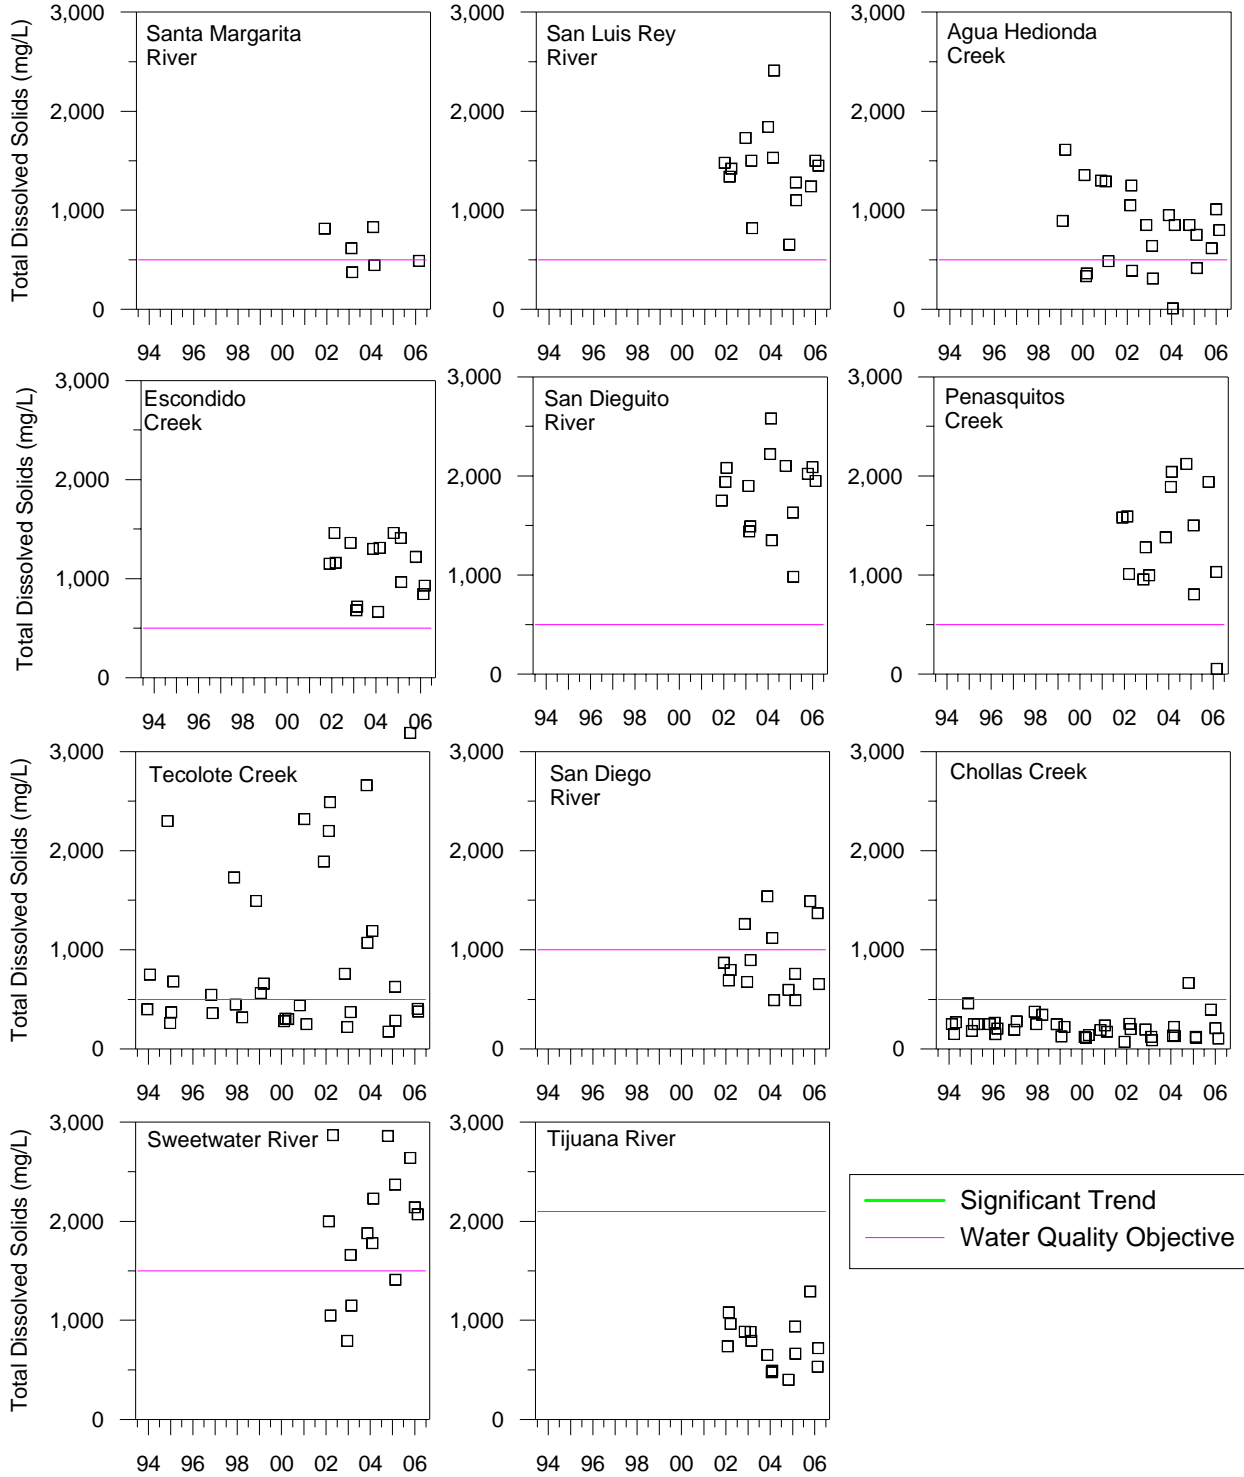 Total Dissolved Solids (mg/L)
3,000
2,000
1,000
0
Santa Margarita
River
94 96 98 00 02 04 06
3,000
2,000
1,000
0
San Luis Rey
River
94 96 98 00 02 04 06
3,000
2,000
1,000
0
Agua Hedionda
Creek
94 96 98 00 02 04 06
Total Dissolved Solids (mg/L)
3,000
2,000
1,000
0
Escondido
Creek
94 96 98 00 02 04 06
3,000
2,000
1,000
0
San Dieguito
River
94 96 98 00 02 04 06
3,000
2,000
1,000
0
Penasquitos
Creek
94 96 98 00 02 04 06
Total Dissolved Solids (mg/L)
3,000
2,000
1,000
0
Tecolote Creek
94 96 98 00 02 04 06
3,000
2,000
1,000
0
San Diego
River
94 96 98 00 02 04 06
3,000
2,000
1,000
0
Chollas Creek
94 96 98 00 02 04 06
Total Dissolved Solids (mg/L)
3,000
2,000
1,000
0
Sweetwater River
94 96 98 00 02 04 06
3,000
2,000
1,000
0
Tijuana River
94 96 98 00 02 04 06
Significant Trend
Water Quality Objective